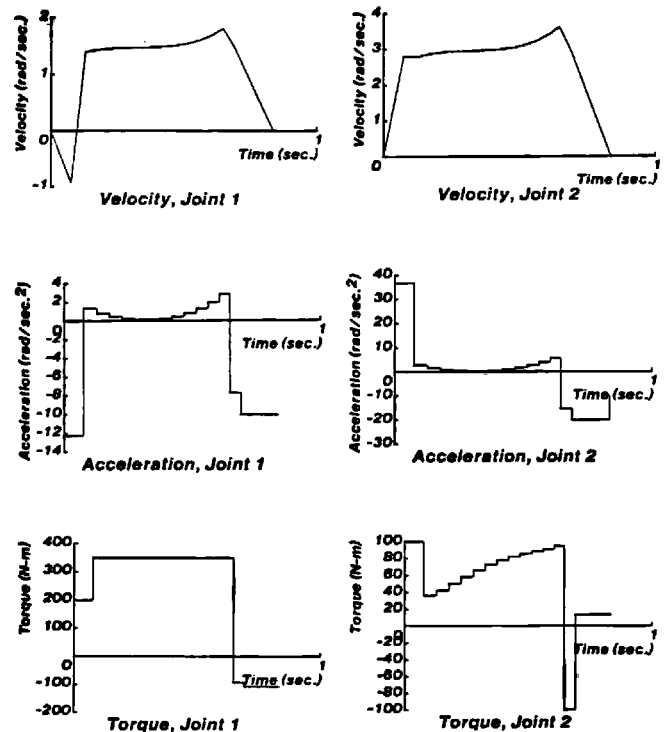 2
1
0
-1
Velocity (rad/sec.)
Time (sec.)
1
Velocity, Joint 1
4
3
2
1
0
Velocity (rad/sec.)
Time (sec.)
1
Velocity, Joint 2
4
2
0
-2
-4
-6
-8
-10
-12
-14
Acceleration (rad/sec.²)
Time (sec.)
1
Acceleration, Joint 1
40
30
20
10
0
-10
-20
-30
Acceleration (rad/sec.²)
Time (sec.)
1
Acceleration, Joint 2
400
300
200
100
0
-100
-200
Torque (N-m)
Time (sec.)
1
Torque, Joint 1
100
80
60
40
20
0
-20
-40
-60
-80
-100
Torque (N-m)
Time (sec.)
1
Torque, Joint 2